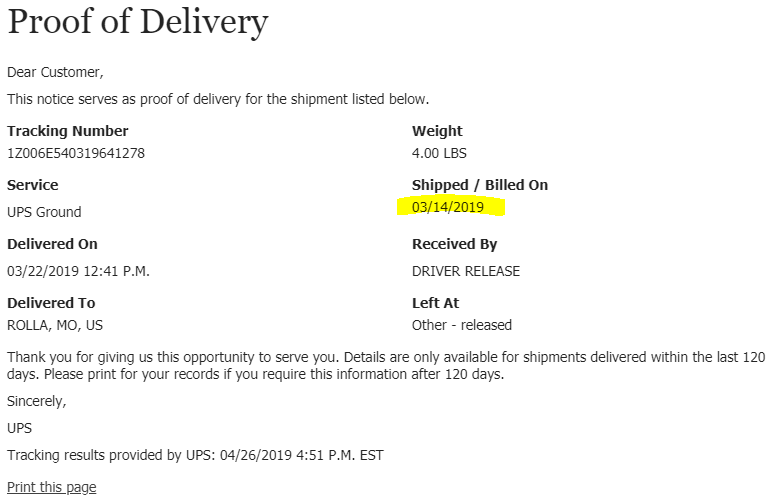 Proof of Delivery
Dear Customer,
This notice serves as proof of delivery for the shipment listed below.
Tracking Number
1Z006E540319641278
Weight
4.00 LBS
Service
UPS Ground
Shipped / Billed On
03/14/2019
Delivered On
03/22/2019 12:41 P.M.
Received By
DRIVER RELEASE
Delivered To
ROLLA, MO, US
Left At
Other - released
Thank you for giving us this opportunity to serve you. Details are only available for shipments delivered within the last 120
days. Please print for your records if you require this information after 120 days.
Sincerely,
UPS
Tracking results provided by UPS: 04/26/2019 4:51 P.M. EST
Print this page